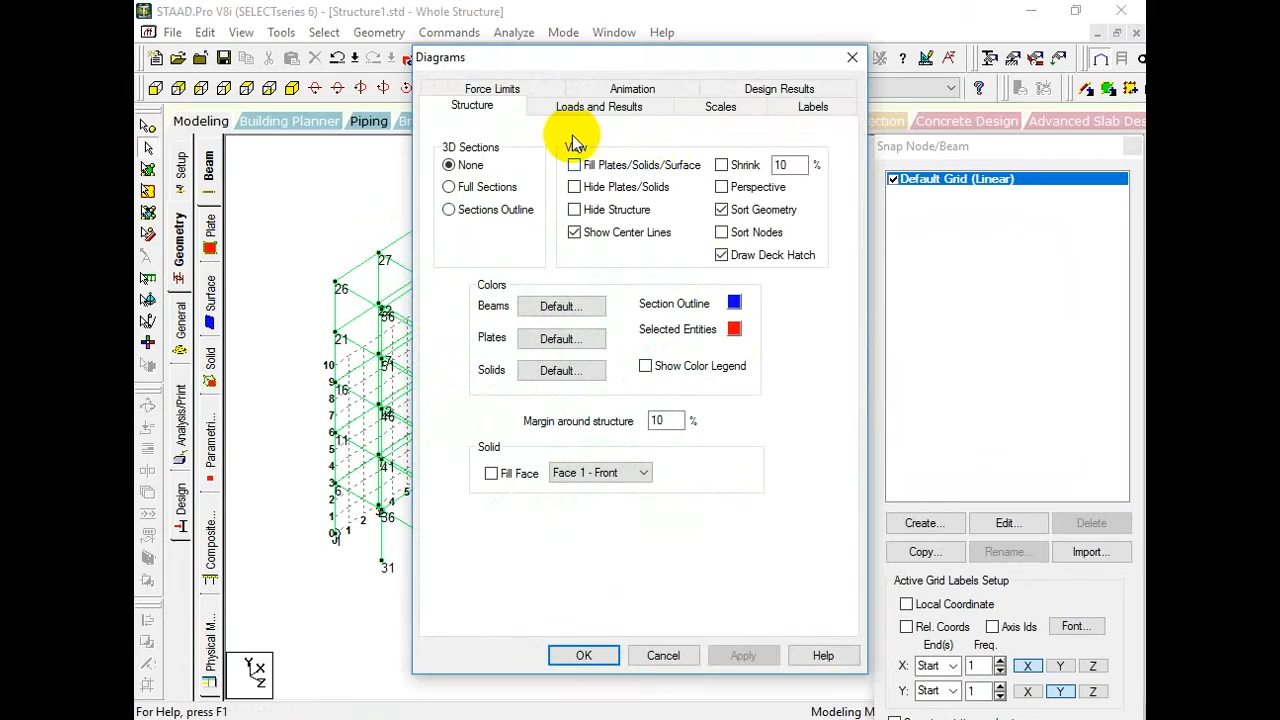 STAAD.Pro V8i (SELECTseries 6) - [Structure1.std - Whole Structure]
File Edit View Tools Select Geometry Commands Analyze Mode Window Help
Modeling Building Planner Piping
Concrete Design Advanced Slab
Diagrams
Force Limits Animation Design Results
Structure Loads and Results Scales Labels
3D Sections
None
Full Sections
Sections Outline
View
Fill Plates/Solids/Surface
Hide Plates/Solids
Hide Structure
Show Center Lines
Shrink 10 %
Perspective
Sort Geometry
Sort Nodes
Draw Deck Hatch
Colors
Beams Default...
Plates Default...
Solids Default...
Section Outline
Selected Entities
Show Color Legend
Margin around structure 10 %
Solid
Fill Face Face 1 - Front
OK Cancel Apply Help
Snap Node/Beam
Default Grid (Linear)
Create... Edit... Delete
Copy... Rename... Import...
Active Grid Labels Setup
Local Coordinate
Rel. Coords Axis Ids Font...
End(s) Freq.
X: Start 1 X Y Z
Y: Start 1 X Y Z
Setup
Geometry
General
Analysis/Print
Design
Beam
Plate
Surface
Solid
Parametri...
Composite...
Physical M...
27
26
21
16
11
6
36
51
46
41
36
31
10
9
8
7
6
5
4
3
2
1
0
1
2
3
4
5
Y X
Z
For Help, press F1
Modeling M